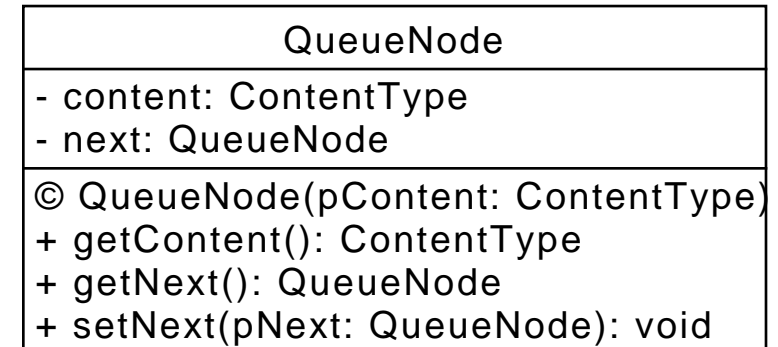 QueueNode
- content: ContentType
- next: QueueNode
© QueueNode(pContent: ContentType)
+ getContent(): ContentType
+ getNext(): QueueNode
+ setNext(pNext: QueueNode): void